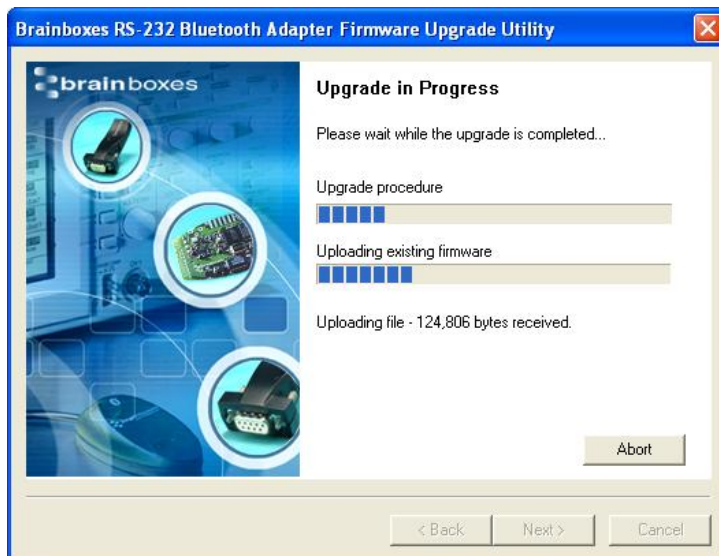 Brainboxes RS-232 Bluetooth Adapter Firmware Upgrade Utility
brainboxes
Upgrade in Progress
Please wait while the upgrade is completed...
Upgrade procedure
Uploading existing firmware
Uploading file - 124,806 bytes received.
Abort
< Back
Next >
Cancel